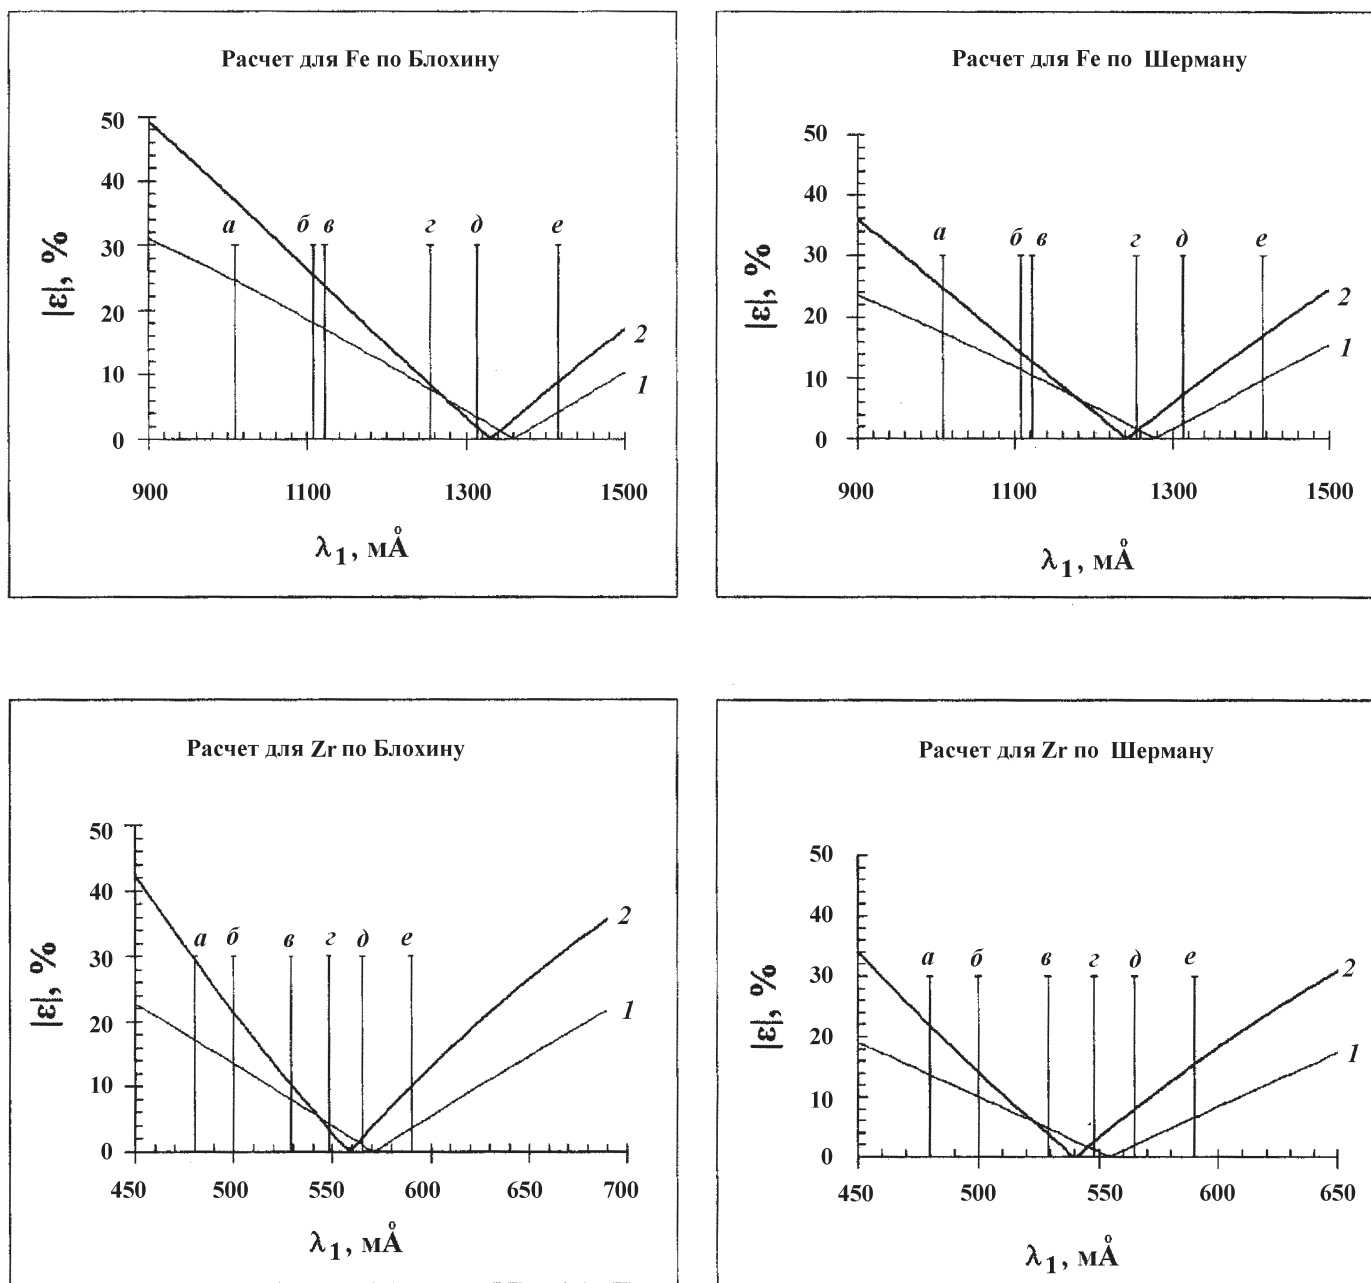 Расчет для Fe по Блохину
50
40
30
20
10
0
|ε|, %
а б в г д е
2
1
900 1100 1300 1500
λ1, мÅ
Расчет для Fe по Шерману
50
40
30
20
10
0
|ε|, %
а б в г д е
2
1
900 1100 1300 1500
λ1, мÅ
Расчет для Zr по Блохину
50
40
30
20
10
0
|ε|, %
а б в г д е
2
1
450 500 550 600 650 700
λ1, мÅ
Расчет для Zr по Шерману
50
40
30
20
10
0
|ε|, %
а б в г д е
2
1
450 500 550 600 650
λ1, мÅ